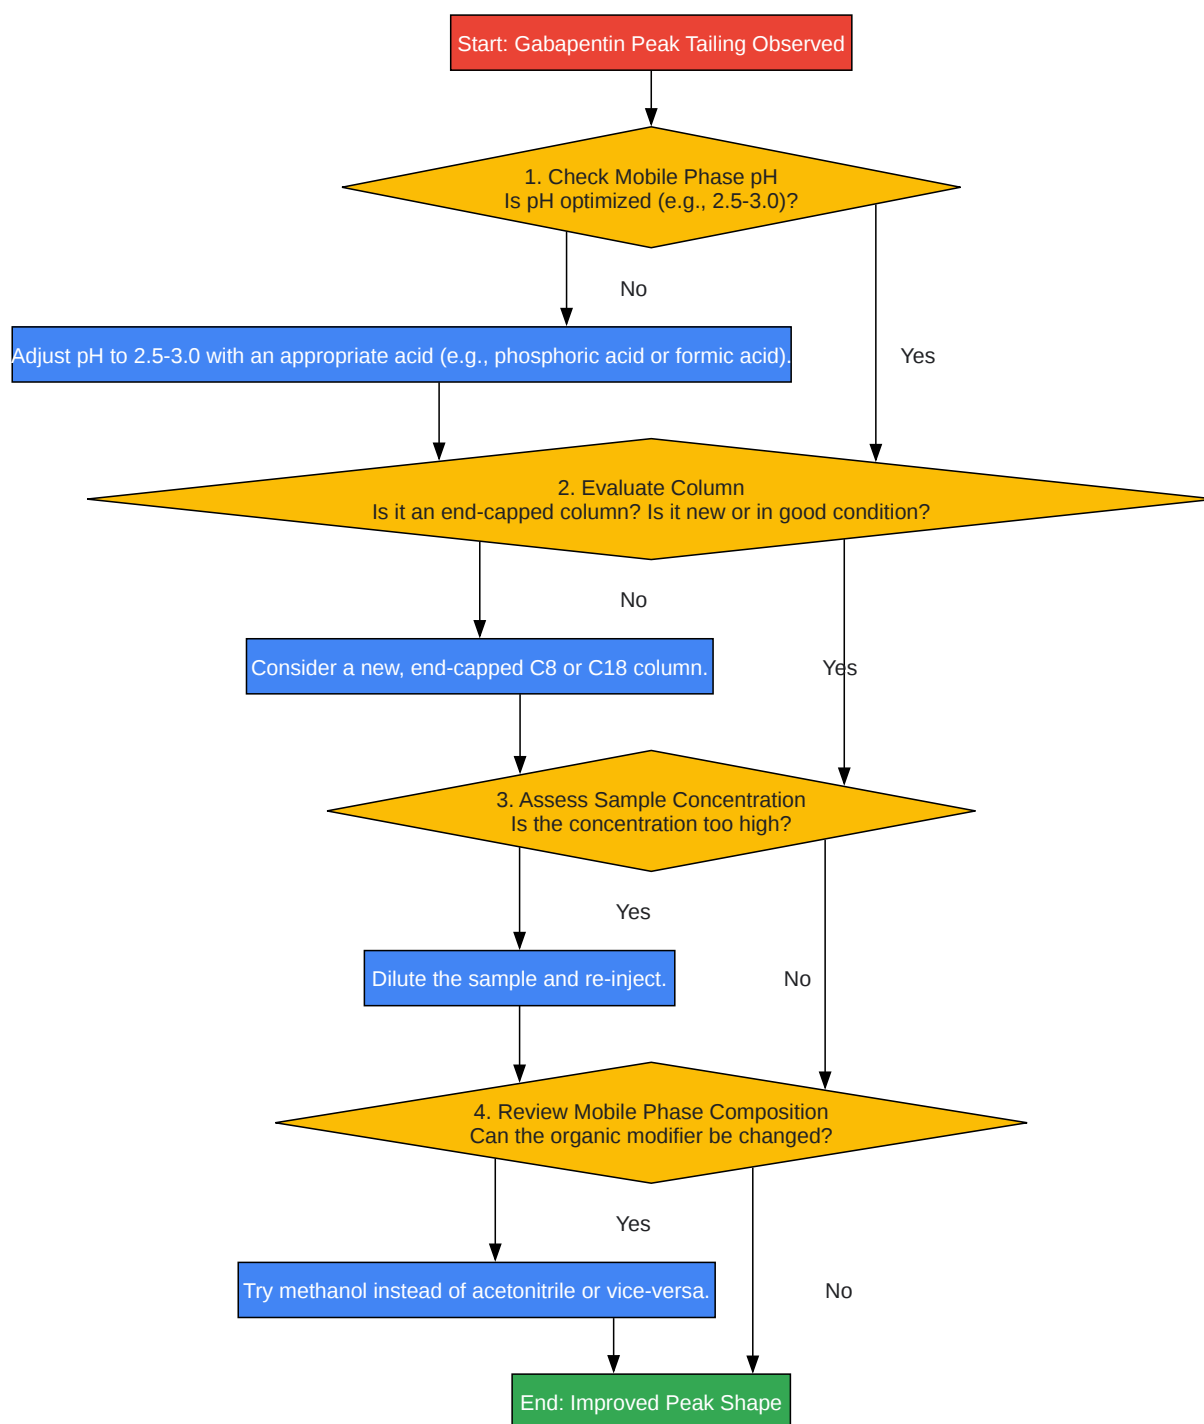 Start: Gabapentin Peak Tailing Observed
1. Check Mobile Phase pH
Is pH optimized (e.g., 2.5-3.0)?
No
Adjust pH to 2.5-3.0 with an appropriate acid (e.g., phosphoric acid or formic acid).
Yes
2. Evaluate Column
Is it an end-capped column? Is it new or in good condition?
No
Consider a new, end-capped C8 or C18 column.
Yes
3. Assess Sample Concentration
Is the concentration too high?
Yes
Dilute the sample and re-inject.
No
4. Review Mobile Phase Composition
Can the organic modifier be changed?
Yes
Try methanol instead of acetonitrile or vice-versa.
No
End: Improved Peak Shape